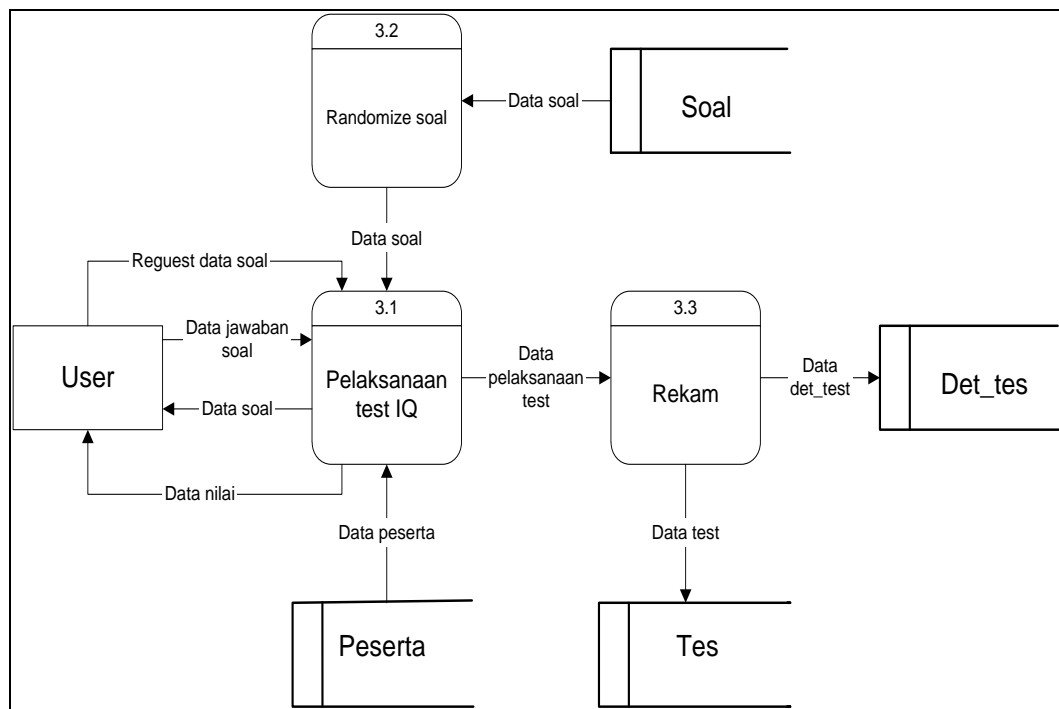 3.2
Randomize soal
Data soal
Soal
Data soal
Reguest data soal
3.1
Pelaksanaan
test IQ
3.3
Rekam
User
Data jawaban
soal
Data
pelaksanaan
test
Data
det_test
Det_tes
Data soal
Data nilai
Data peserta
Data test
Peserta
Tes